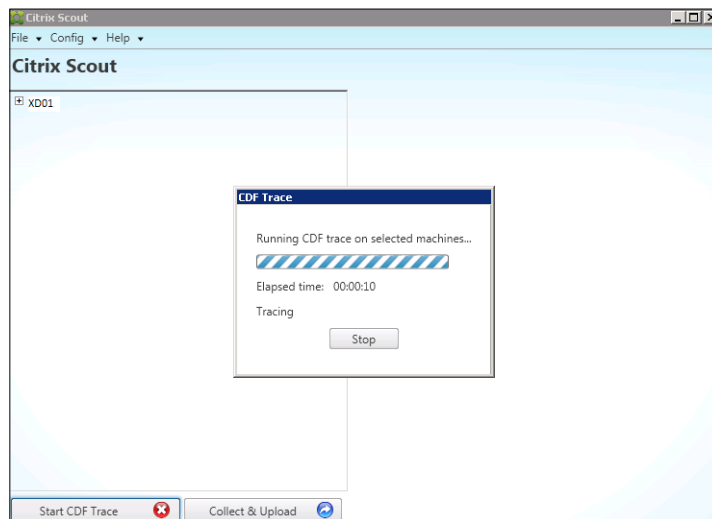 Citrix Scout
File Config Help
Citrix Scout
XD01
CDF Trace
Running CDF trace on selected machines...
Elapsed time: 00:00:10
Tracing
Stop
Start CDF Trace Collect & Upload